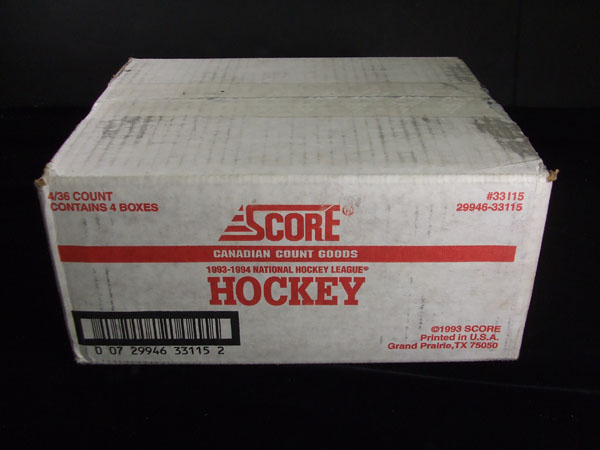 4/36 COUNT
CONTAINS 4 BOXES
#33115
29946-33115
SCORE®
CANADIAN COUNT GOODS
1993-1994 NATIONAL HOCKEY LEAGUE®
HOCKEY
0 07 29946 33115 2
©1993 SCORE
Printed in U.S.A.
Grand Prairie, TX 75050